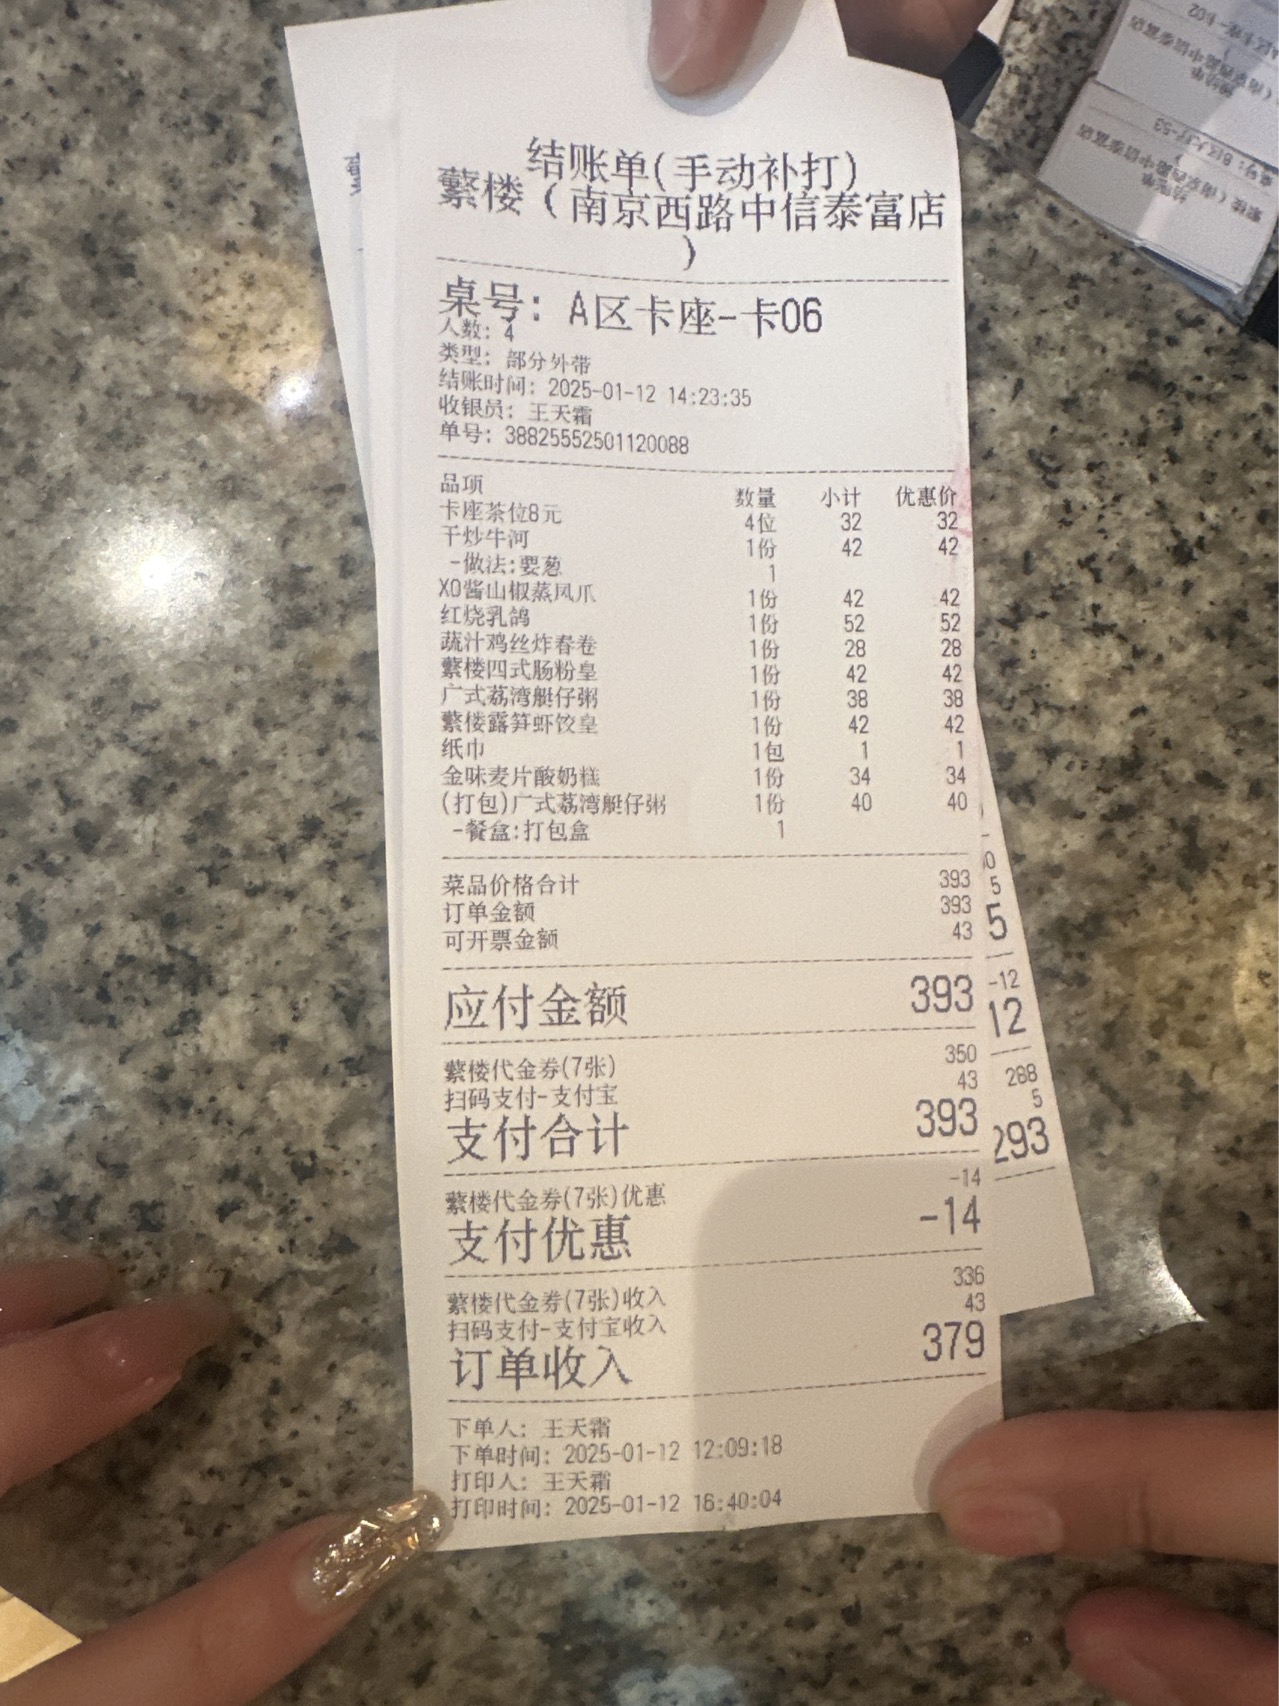 结账单(手动补打)
蘩楼（南京西路中信泰富店
）
桌号：A区卡座-卡06
人数：4
类型：部分外带
结账时间：2025-01-12 14:23:35
收银员：王天霜
单号：38825552501120088
品项 数量 小计 优惠价
卡座茶位8元 4位 32 32
干炒牛河 1份 42 42
-做法:要葱 1
XO酱山椒蒸凤爪 1份 42 42
红烧乳鸽 1份 52 52
蔬汁鸡丝炸春卷 1份 28 28
蘩楼四式肠粉皇 1份 42 42
广式荔湾艇仔粥 1份 38 38
蘩楼露笋虾饺皇 1份 42 42
纸巾 1包 1 1
金味麦片酸奶糕 1份 34 34
(打包)广式荔湾艇仔粥 1份 40 40
-餐盒:打包盒 1
菜品价格合计 393
订单金额 393
可开票金额 43
应付金额 393
蘩楼代金券(7张) 350
扫码支付-支付宝 43
支付合计 393
蘩楼代金券(7张)优惠 -14
支付优惠 -14
蘩楼代金券(7张)收入 336
扫码支付-支付宝收入 43
订单收入 379
下单人：王天霜
下单时间：2025-01-12 12:09:18
打印人：王天霜
打印时间：2025-01-12 16:40:04
5
5
-12
12
288
5
293